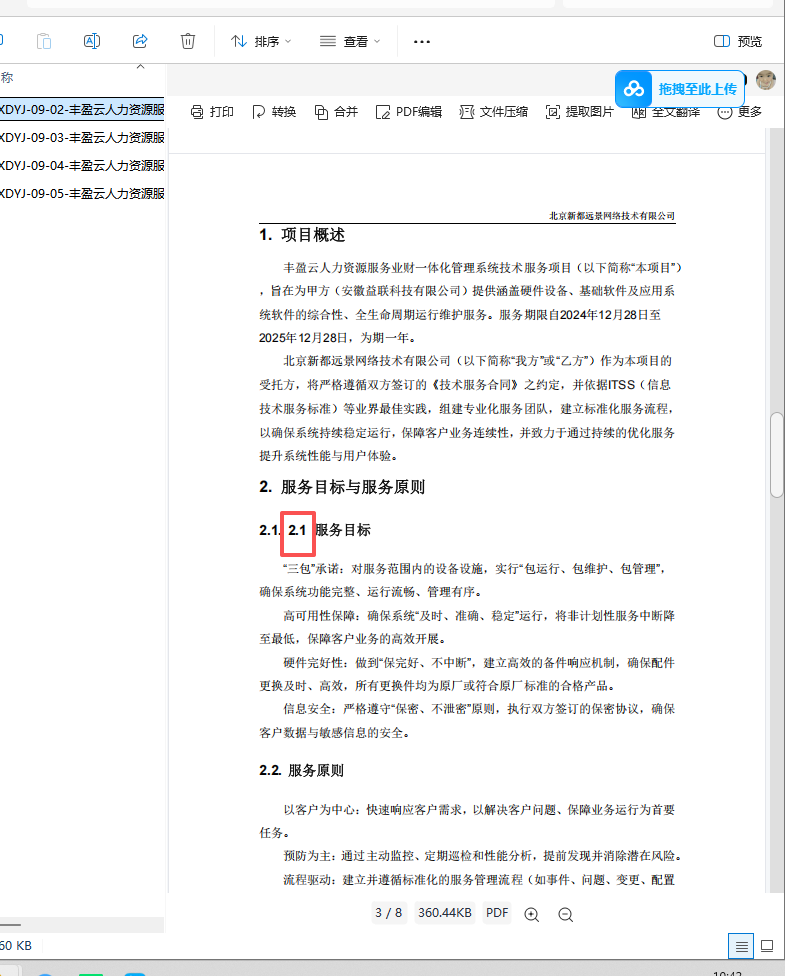 排序
查看
预览
称
XDYJ-09-02-丰盈云人力资源服
XDYJ-09-03-丰盈云人力资源服
XDYJ-09-04-丰盈云人力资源服
XDYJ-09-05-丰盈云人力资源服
拖拽至此上传
打印
转换
合并
PDF编辑
文件压缩
提取图片
全文翻译
更多
北京新都远景网络技术有限公司
1. 项目概述
丰盈云人力资源服务业财一体化管理系统技术服务项目（以下简称“本项目”）
，旨在为甲方（安徽益联科技有限公司）提供涵盖硬件设备、基础软件及应用系
统软件的综合性、全生命周期运行维护服务。服务期限自2024年12月28日至
2025年12月28日，为期一年。
北京新都远景网络技术有限公司（以下简称“我方”或“乙方”）作为本项目的
受托方，将严格遵循双方签订的《技术服务合同》之约定，并依据ITSS（信息
技术服务标准）等业界最佳实践，组建专业化服务团队，建立标准化服务流程，
以确保系统持续稳定运行，保障客户业务连续性，并致力于通过持续的优化服务
提升系统性能与用户体验。
2. 服务目标与服务原则
2.1. 2.1 服务目标
“三包”承诺：对服务范围内的设备设施，实行“包运行、包维护、包管理”，
确保系统功能完整、运行流畅、管理有序。
高可用性保障：确保系统“及时、准确、稳定”运行，将非计划性服务中断降
至最低，保障客户业务的高效开展。
硬件完好性：做到“保完好、不中断”，建立高效的备件响应机制，确保配件
更换及时、高效，所有更换件均为原厂或符合原厂标准的合格产品。
信息安全：严格遵守“保密、不泄密”原则，执行双方签订的保密协议，确保
客户数据与敏感信息的安全。
2.2. 服务原则
以客户为中心：快速响应客户需求，以解决客户问题、保障业务运行为首要
任务。
预防为主：通过主动监控、定期巡检和性能分析，提前发现并消除潜在风险。
流程驱动：建立并遵循标准化的服务管理流程（如事件、问题、变更、配置
3 / 8
360.44KB
PDF
60 KB